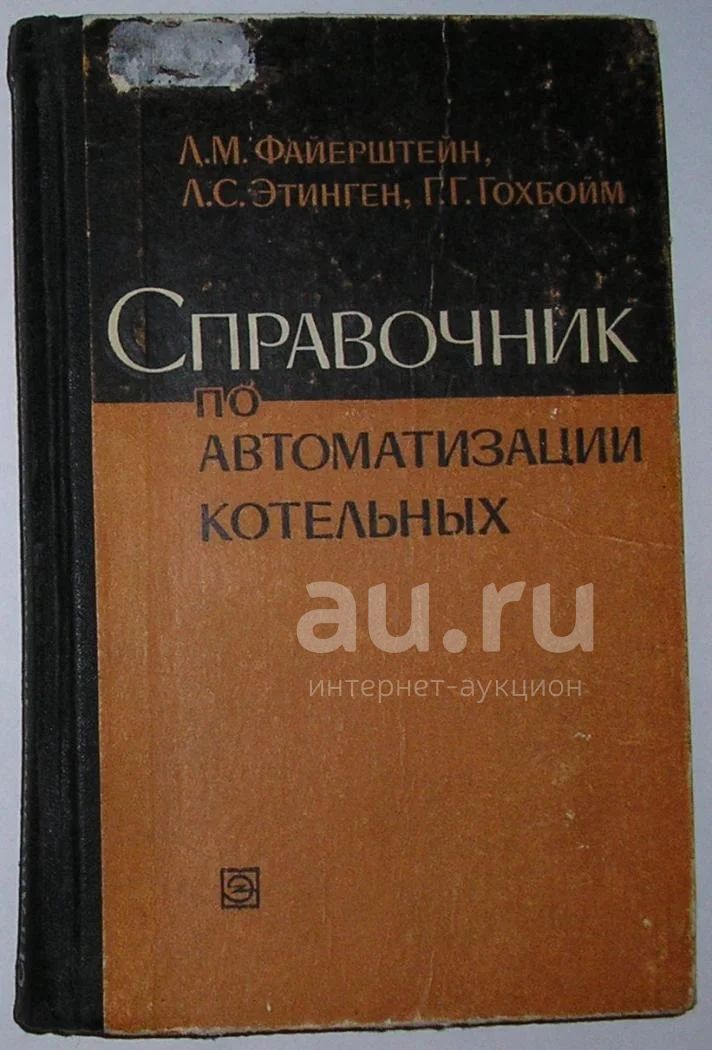 Л.М. ФАЙЕРШТЕЙН,
Л.С. ЭТИНГЕН, Г.Г. ГОХБОЙМ
СПРАВОЧНИК
ПО
АВТОМАТИЗАЦИИ
КОТЕЛЬНЫХ
au.ru
интернет-аукцион